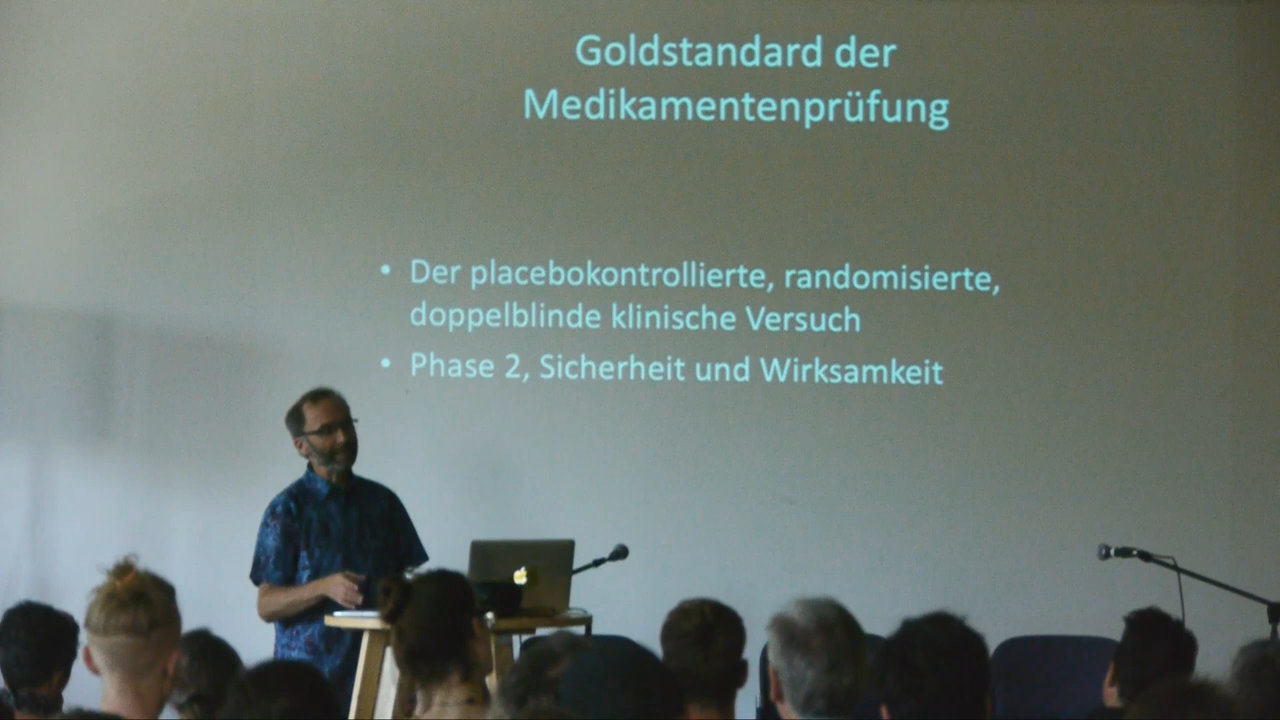 Goldstandard der
Medikamentenprüfung
• Der placebokontrollierte, randomisierte,
doppelblinde klinische Versuch
• Phase 2, Sicherheit und Wirksamkeit